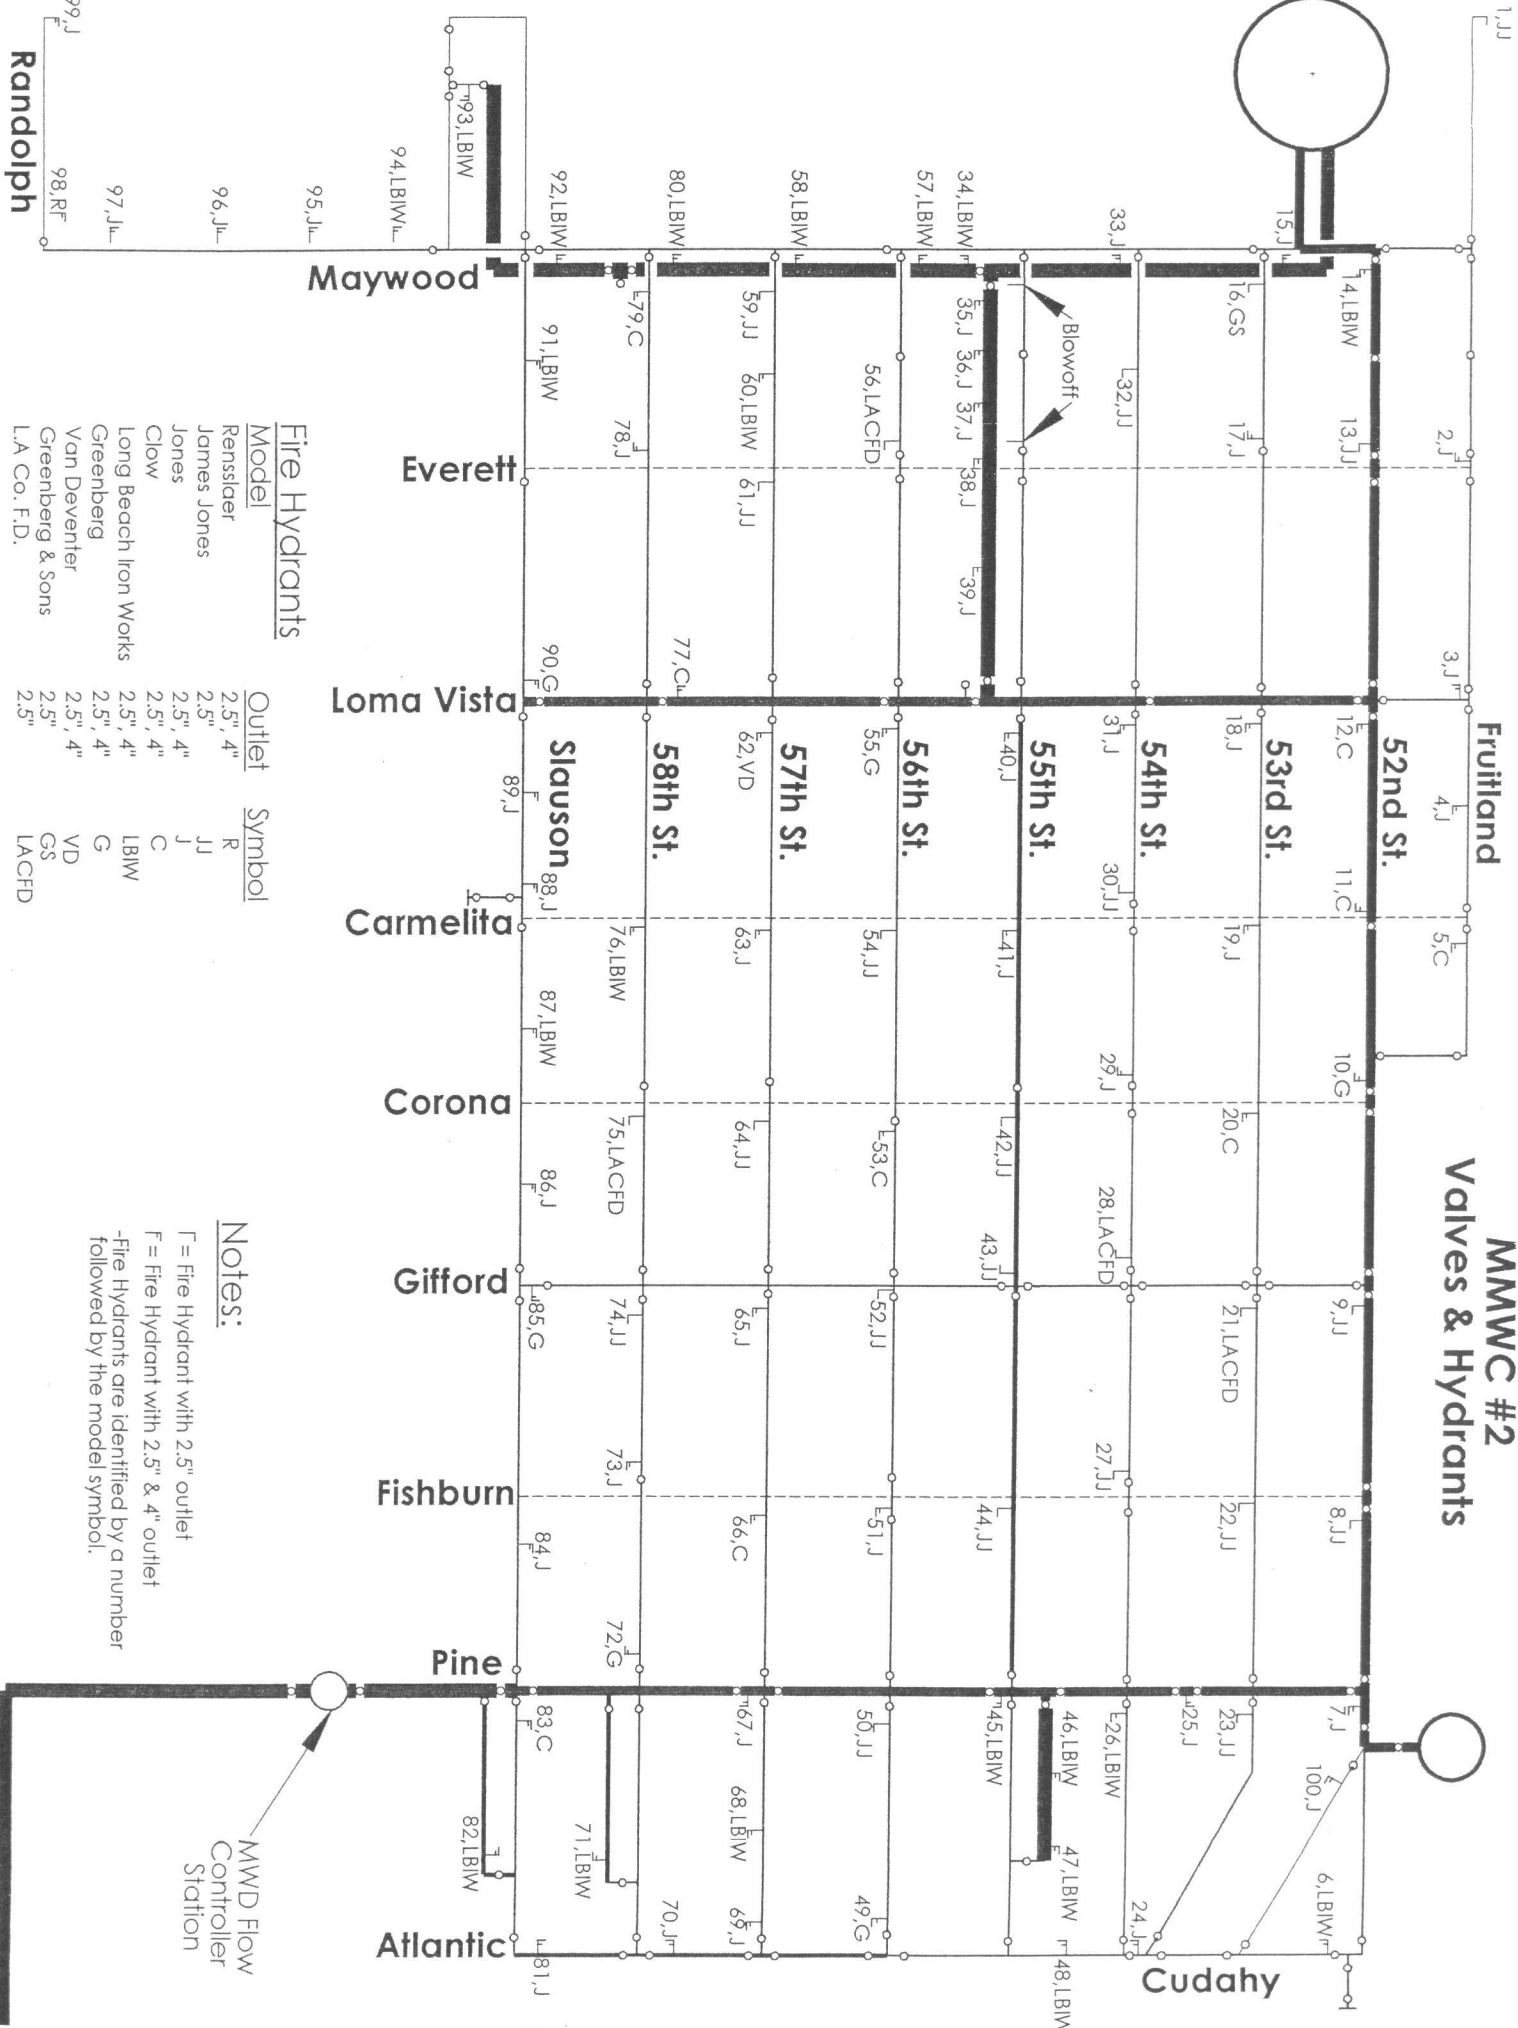 MMWC #2
Valves & Hydrants
1,JJ
2,J
3,J
Fruitland
4,J
5,C
15,J
14,LBIW
13,JJ
12,C
52nd St.
11,C
10,G
9,JJ
8,JJ
7,J
100,J
6,LBIW
16,GS
17,J
18,J
53rd St.
19,J
20,C
21,LACFD
22,JJ
23,JJ
25,J
33,J
32,JJ
31,J
54th St.
30,JJ
29,J
28,LACFD
27,JJ
26,LBIW
24,J
Cudahy
Blowoff
34,LBIW
35,J
36,J
37,J
38,J
39,J
40,J
55th St.
41,J
42,JJ
43,JJ
44,JJ
45,LBIW
46,LBIW
47,LBIW
48,LBIW
57,LBIW
56,LACFD
55,G
56th St.
54,JJ
53,C
52,JJ
51,J
50,JJ
49,G
58,LBIW
59,JJ
60,LBIW
61,JJ
62,VD
57th St.
63,J
64,JJ
65,J
66,C
67,J
68,LBIW
69,J
80,LBIW
79,C
78,J
77,C
58th St.
76,LBIW
75,LACFD
74,JJ
73,J
72,G
71,LBIW
70,J
92,LBIW
91,LBIW
90,G
Slauson
89,J
88,J
87,LBIW
86,J
85,G
84,J
83,C
82,LBIW
81,J
93,LBIW
94,LBIW
95,J
96,J
97,J
98,RF
99,J
Randolph
Maywood
Everett
Loma Vista
Carmelita
Corona
Gifford
Fishburn
Pine
Atlantic
MWD Flow
Controller
Station
Fire Hydrants
Model Outlet Symbol
Rensslaer 2.5", 4" R
James Jones 2.5" JJ
Jones 2.5", 4" J
Clow 2.5", 4" C
Long Beach Iron Works 2.5", 4" LBIW
Greenberg 2.5", 4" G
Van Deventer 2.5", 4" VD
Greenberg & Sons 2.5" GS
L.A Co. F.D. 2.5" LACFD
Notes:
= Fire Hydrant with 2.5" outlet
= Fire Hydrant with 2.5" & 4" outlet
-Fire Hydrants are identified by a number
followed by the model symbol.